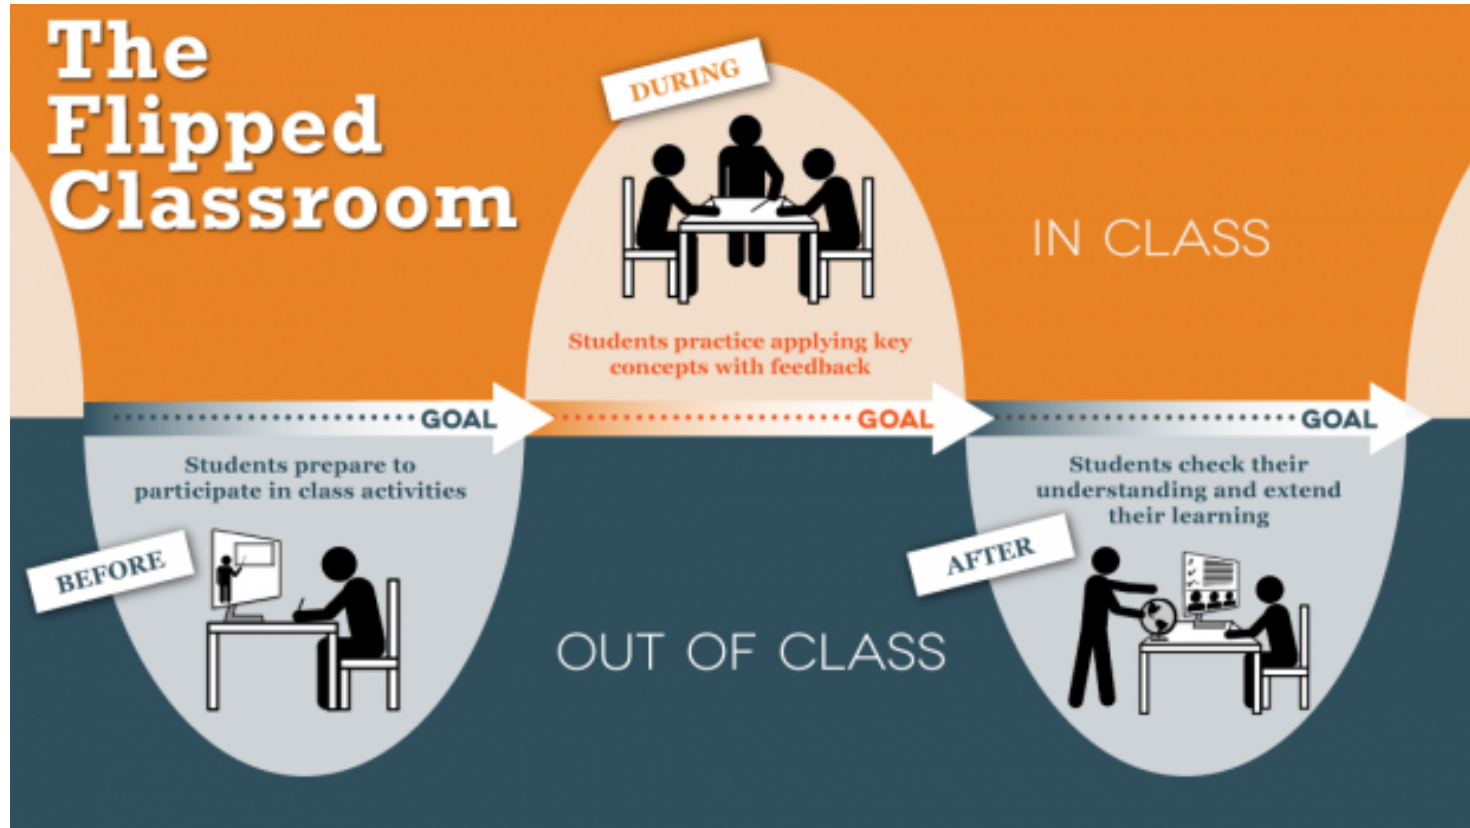 The
Flipped
Classroom
DURING
IN CLASS
Students practice applying key
concepts with feedback
GOAL
GOAL
GOAL
Students prepare to
participate in class activities
BEFORE
OUT OF CLASS
Students check their
understanding and extend
their learning
AFTER